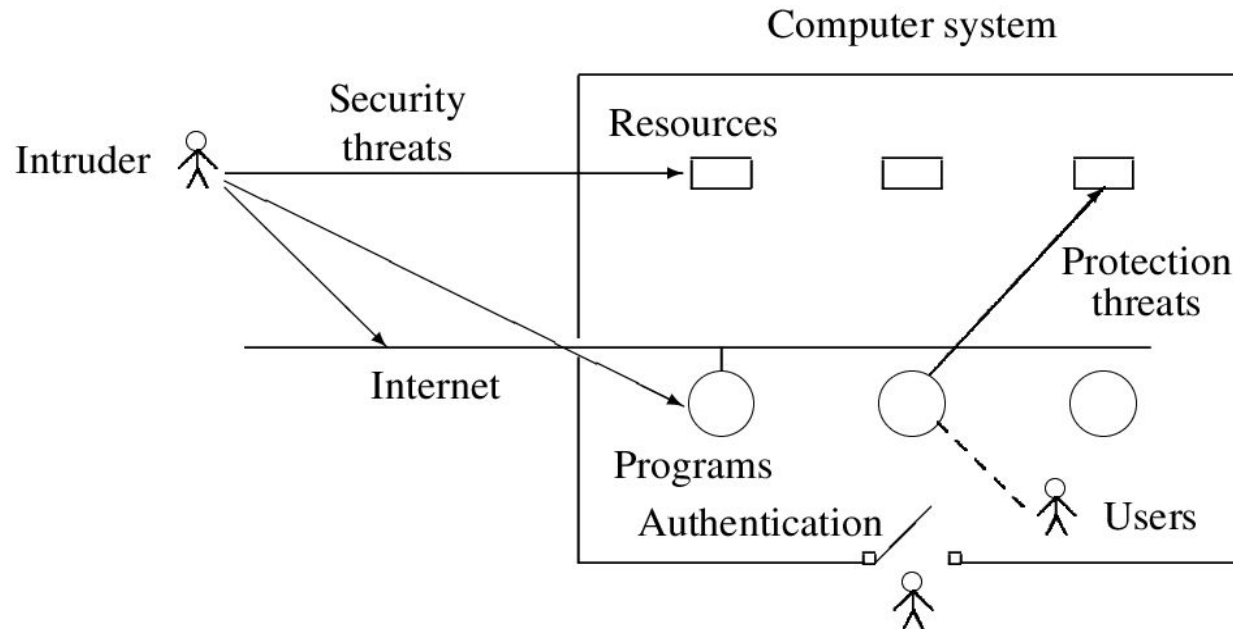 Computer system
Security
threats
Resources
Intruder
Protection
threats
Internet
Programs
Authentication
Users